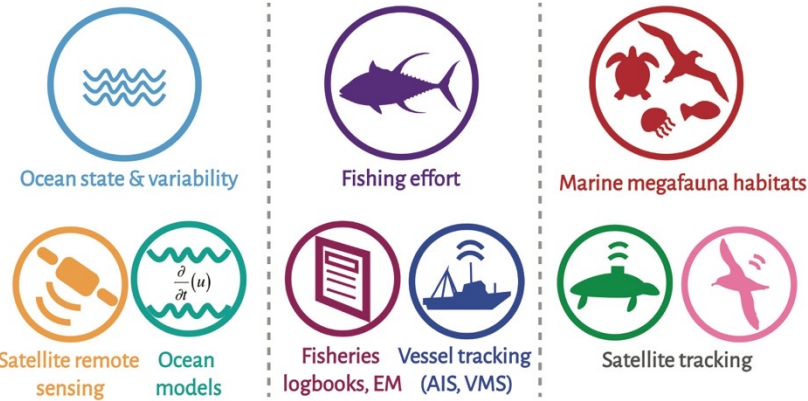 Ocean state & variability
Fishing effort
Marine megafauna habitats
∂/∂t (u)
Satellite remote
sensing
Ocean
models
Fisheries
logbooks, EM
Vessel tracking
(AIS, VMS)
Satellite tracking